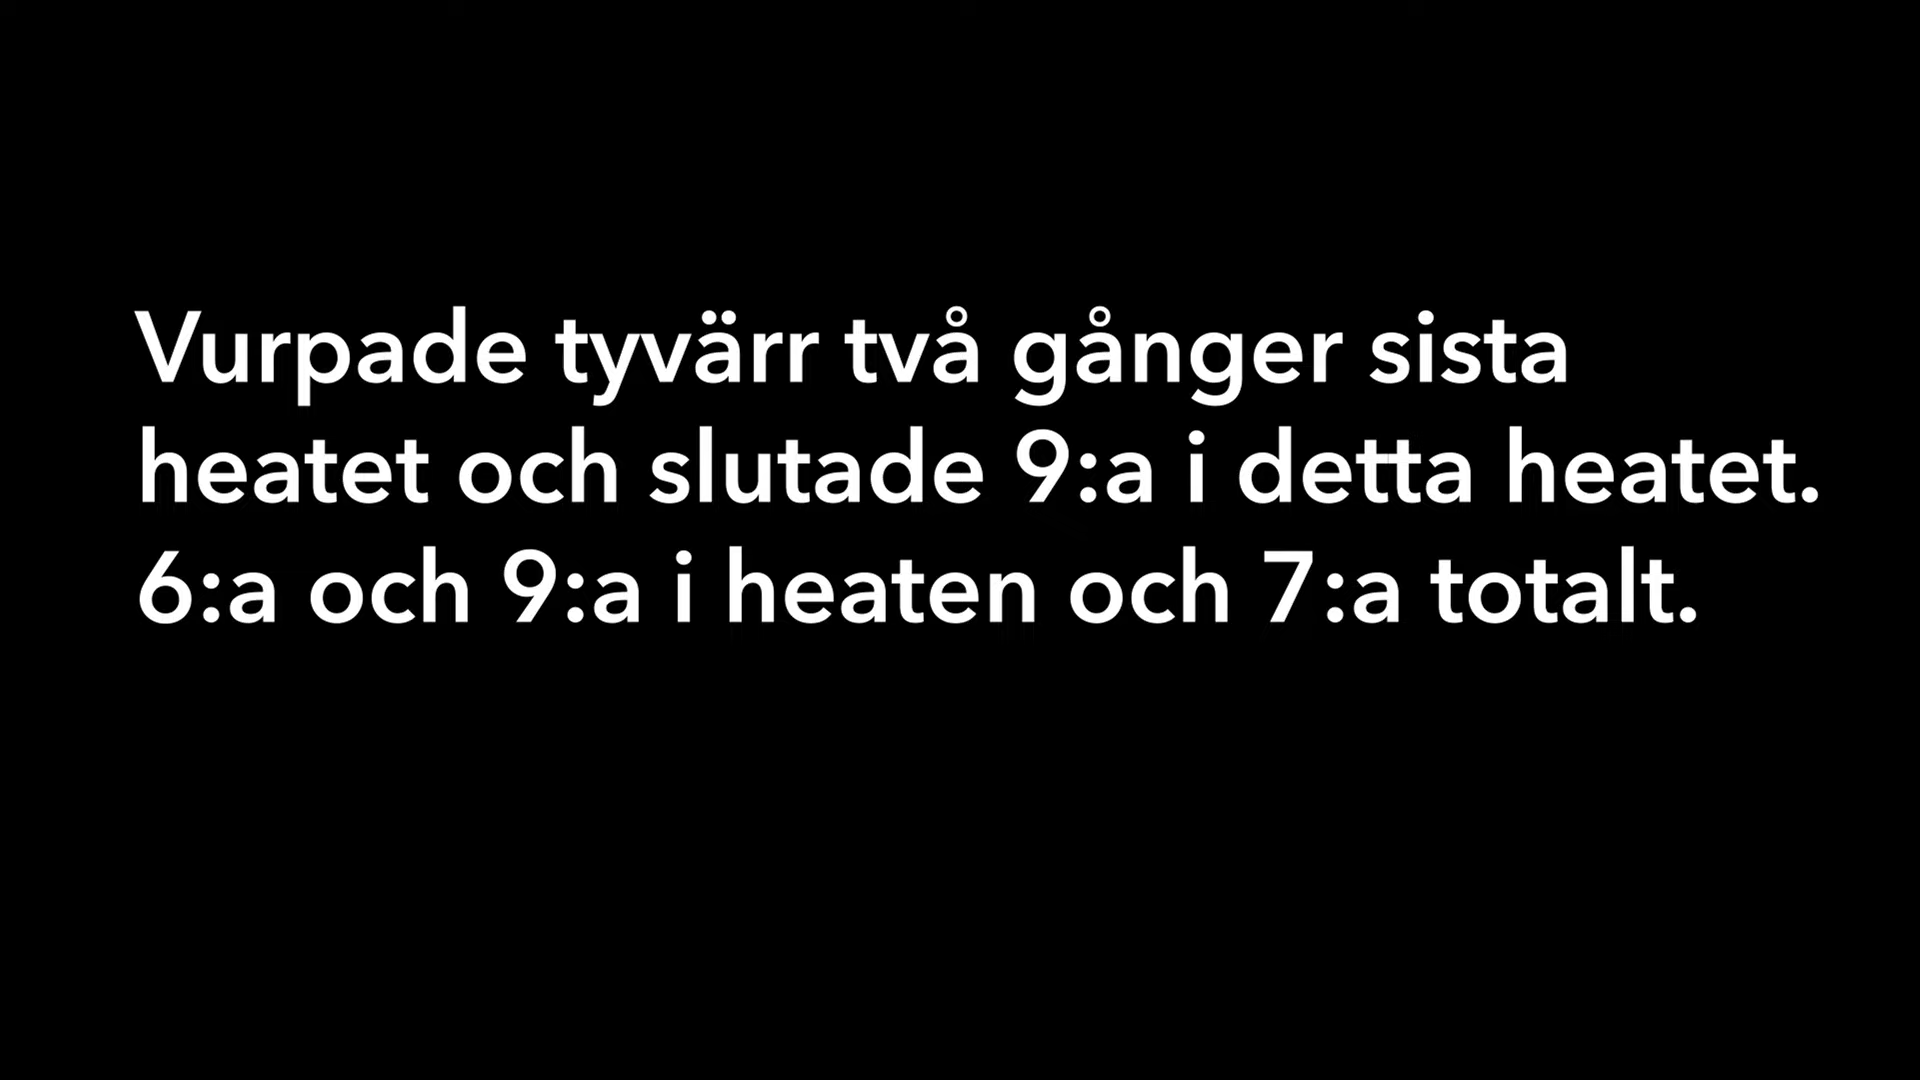 Vurpade tyvärr två gånger sista
heatet och slutade 9:a i detta heatet.
6:a och 9:a i heaten och 7:a totalt.